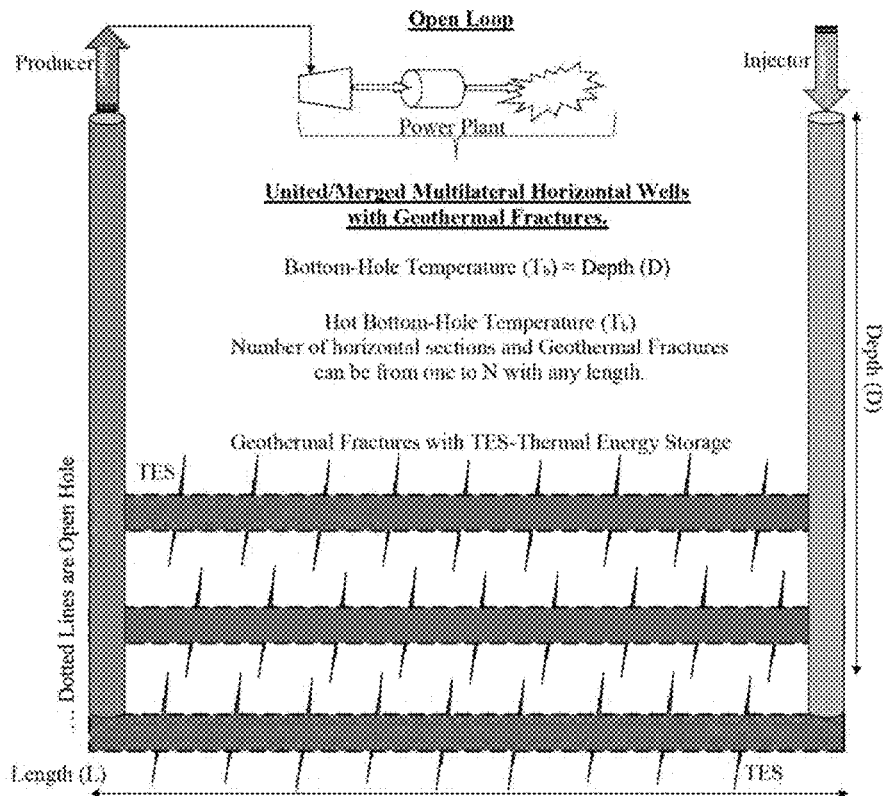 Open Loop
Producer
Injector
Power Plant
United/Merged Multilateral Horizontal Wells
with Geothermal Fractures.
Bottom-Hole Temperature (Tb) ≈ Depth (D)
Hot Bottom-Hole Temperature (Tb)
Number of horizontal sections and Geothermal Fractures
can be from one to N with any length.
Depth (D)
Geothermal Fractures with TES-Thermal Energy Storage
TES
.... Dotted Lines are Open Hole
Length (L)
TES